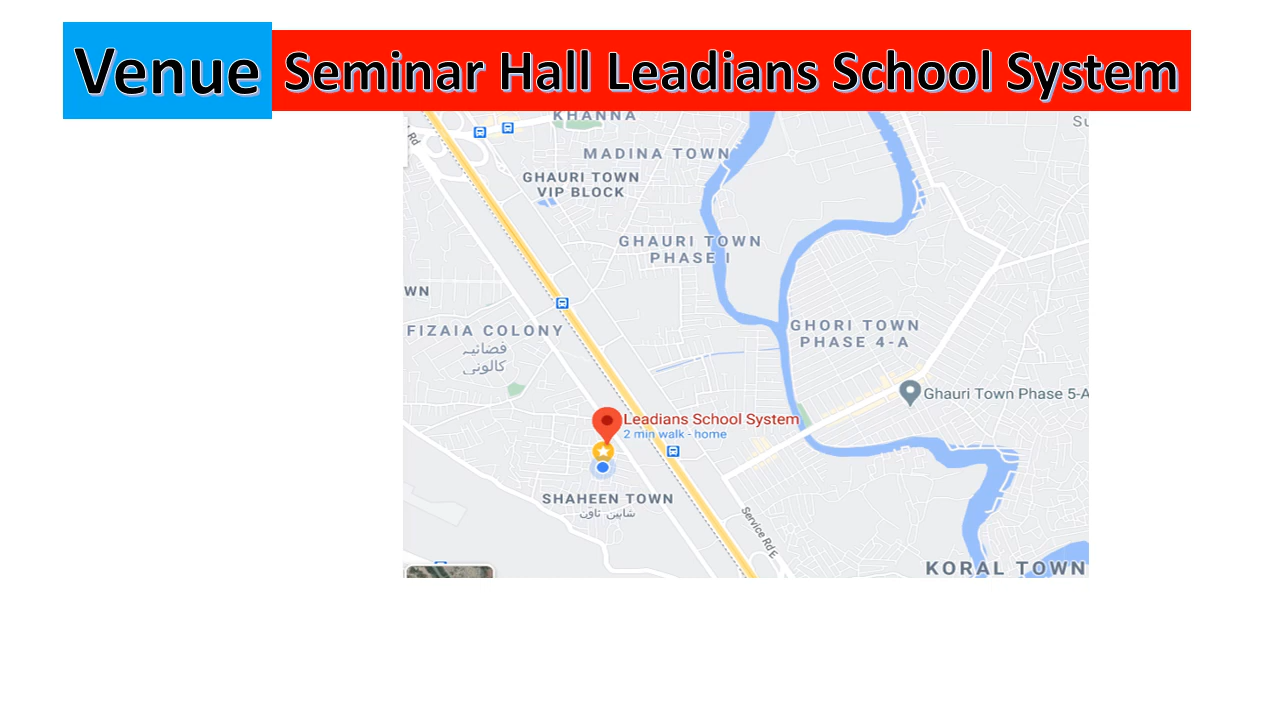 Venue Seminar Hall Leadians School System
KHANNA
Rd
MADINA TOWN
GHAURI TOWN
VIP BLOCK
GHAURI TOWN
PHASE I
WN
FIZAIA COLONY
فضائیہ
کالونی
GHORI TOWN
PHASE 4-A
Ghauri Town Phase 5-A
Leadians School System
2 min walk - home
SHAHEEN TOWN
شاہین ٹاؤن
Service Rd E
KORAL TOWN